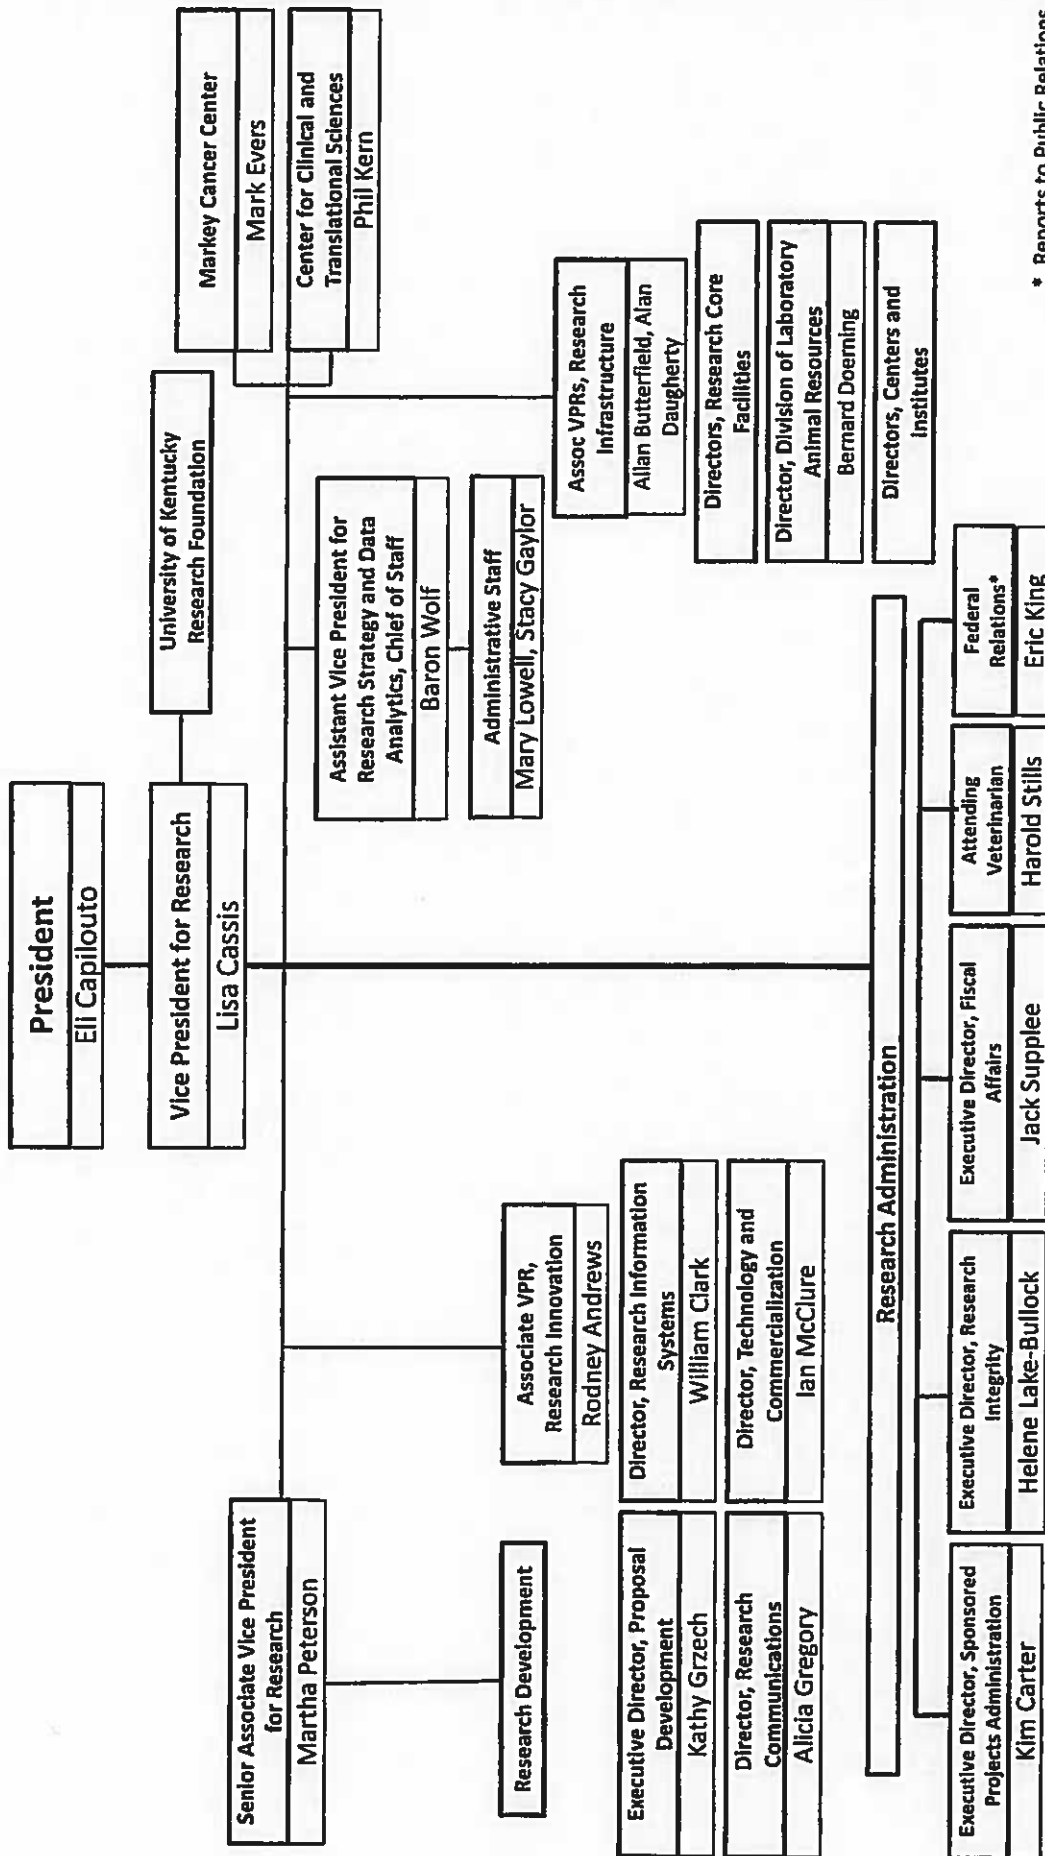 President
Eli Capilouto
Vice President for Research
Lisa Cassis
University of Kentucky
Research Foundation
Markey Cancer Center
Mark Evers
Center for Clinical and
Translational Sciences
Phil Kern
Senior Associate Vice President
for Research
Martha Peterson
Assistant Vice President for
Research Strategy and Data
Analytics, Chief of Staff
Baron Wolf
Administrative Staff
Mary Lowell, Stacy Gaylor
Research Development
Associate VPR,
Research Innovation
Rodney Andrews
Assoc VPRs, Research
Infrastructure
Allan Butterfield, Alan
Daugherty
Executive Director, Proposal
Development
Kathy Grzech
Director, Research Information
Systems
William Clark
Directors, Research Core
Facilities
Director, Research
Communications
Alicia Gregory
Director, Technology and
Commercialization
Ian McClure
Director, Division of Laboratory
Animal Resources
Bernard Doerning
Directors, Centers and
Institutes
Research Administration
Executive Director, Sponsored
Projects Administration
Kim Carter
Executive Director, Research
Integrity
Helene Lake-Bullock
Executive Director, Fiscal
Affairs
Jack Supplee
Attending
Veterinarian
Harold Stills
Federal
Relations*
Eric King
* Reports to Public Relations